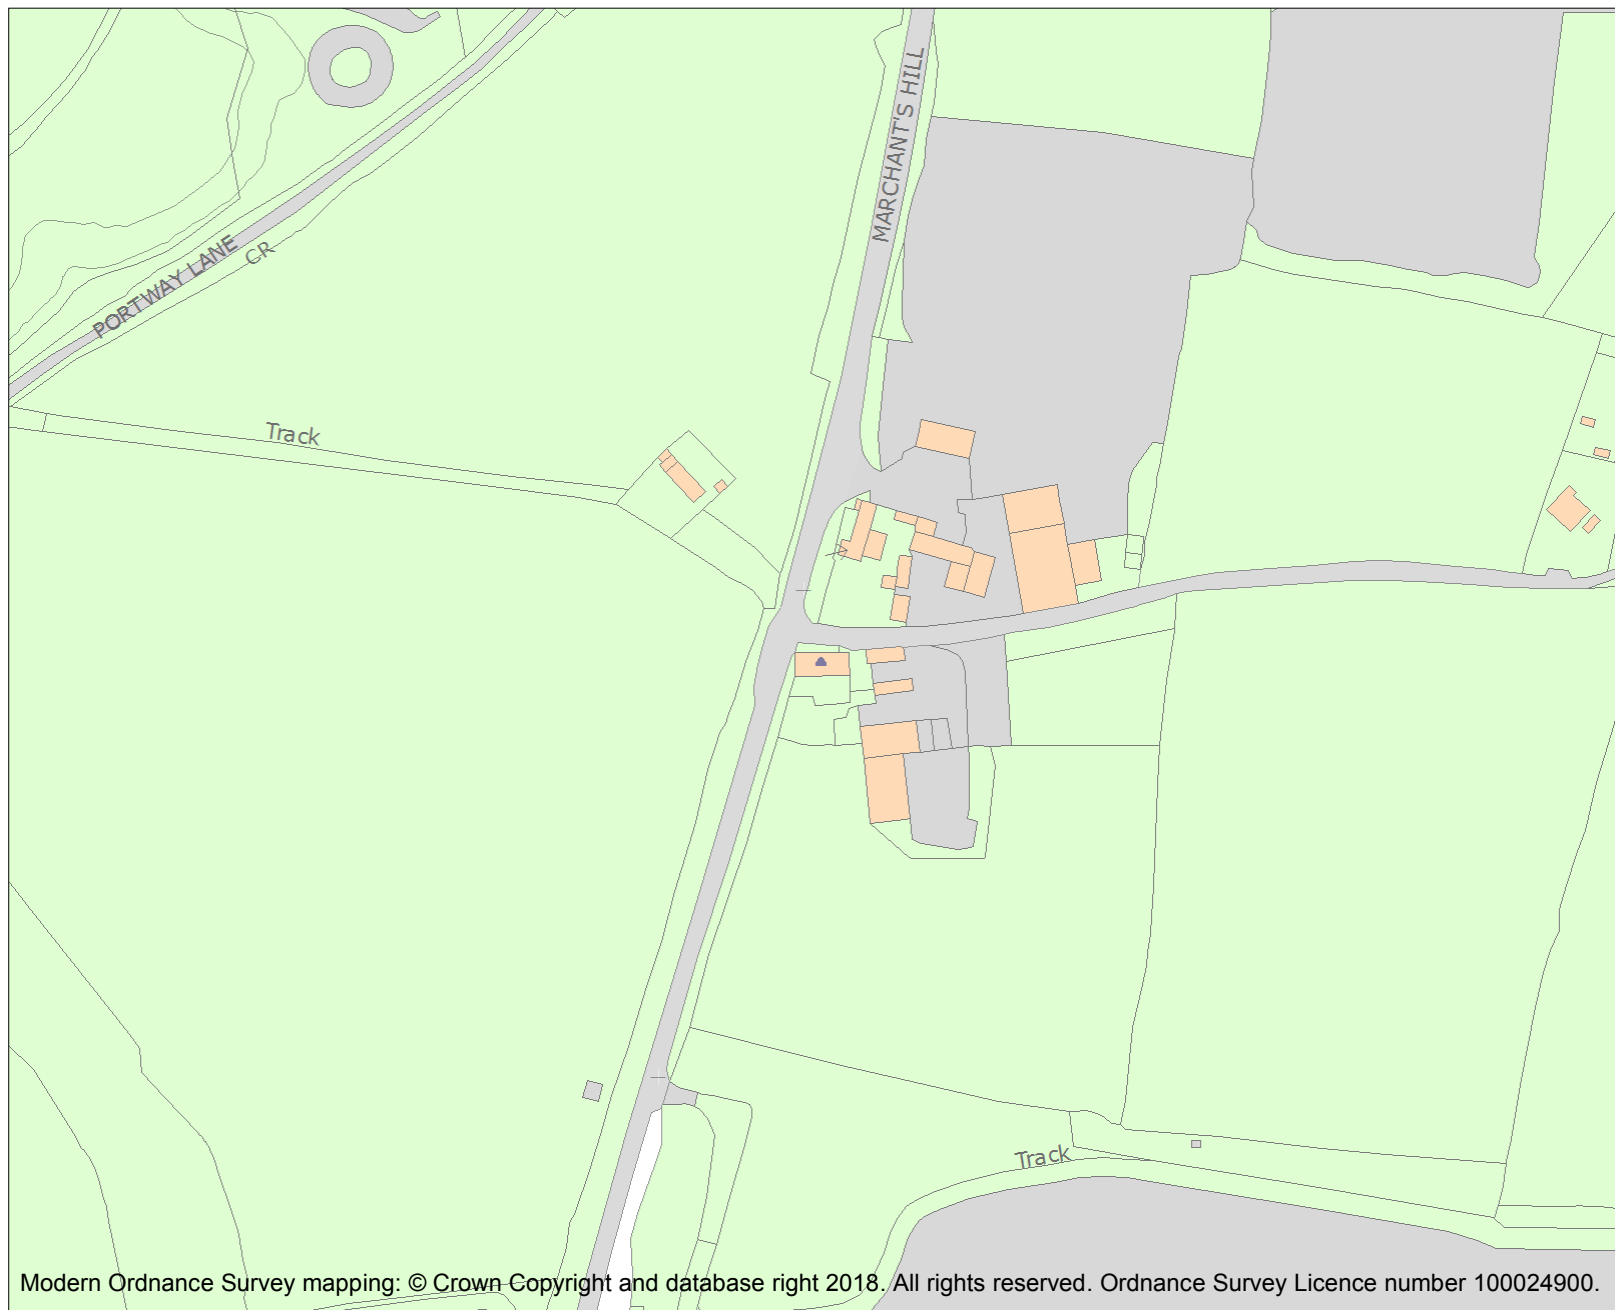 MARCHANT'S HILL
PORTWAY LANE
CR
Track
Track
Modern Ordnance Survey mapping: © Crown Copyright and database right 2018. All rights reserved. Ordnance Survey Licence number 100024900.